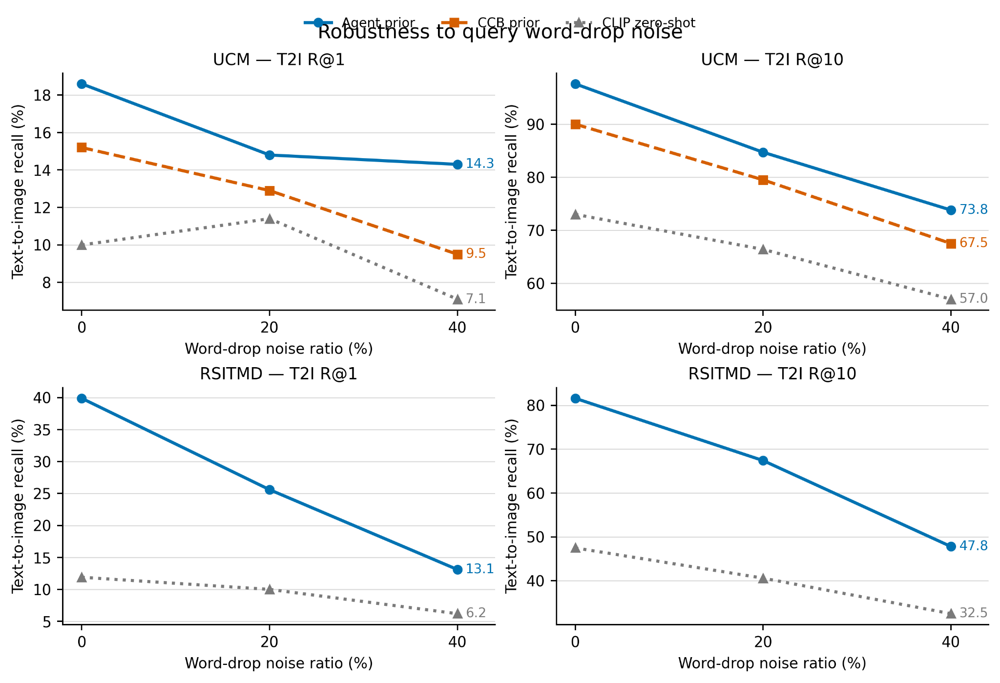 Agent prior CCB prior CLIP zero-shot
Robustness to query word-drop noise
UCM — T2I R@1
Text-to-image recall (%)
18
16
14
12
10
8
14.3
9.5
7.1
0 20 40
Word-drop noise ratio (%)
UCM — T2I R@10
Text-to-image recall (%)
90
80
70
60
73.8
67.5
57.0
0 20 40
Word-drop noise ratio (%)
RSITMD — T2I R@1
Text-to-image recall (%)
40
35
30
25
20
15
10
5
13.1
6.2
0 20 40
Word-drop noise ratio (%)
RSITMD — T2I R@10
Text-to-image recall (%)
80
70
60
50
40
47.8
32.5
0 20 40
Word-drop noise ratio (%)